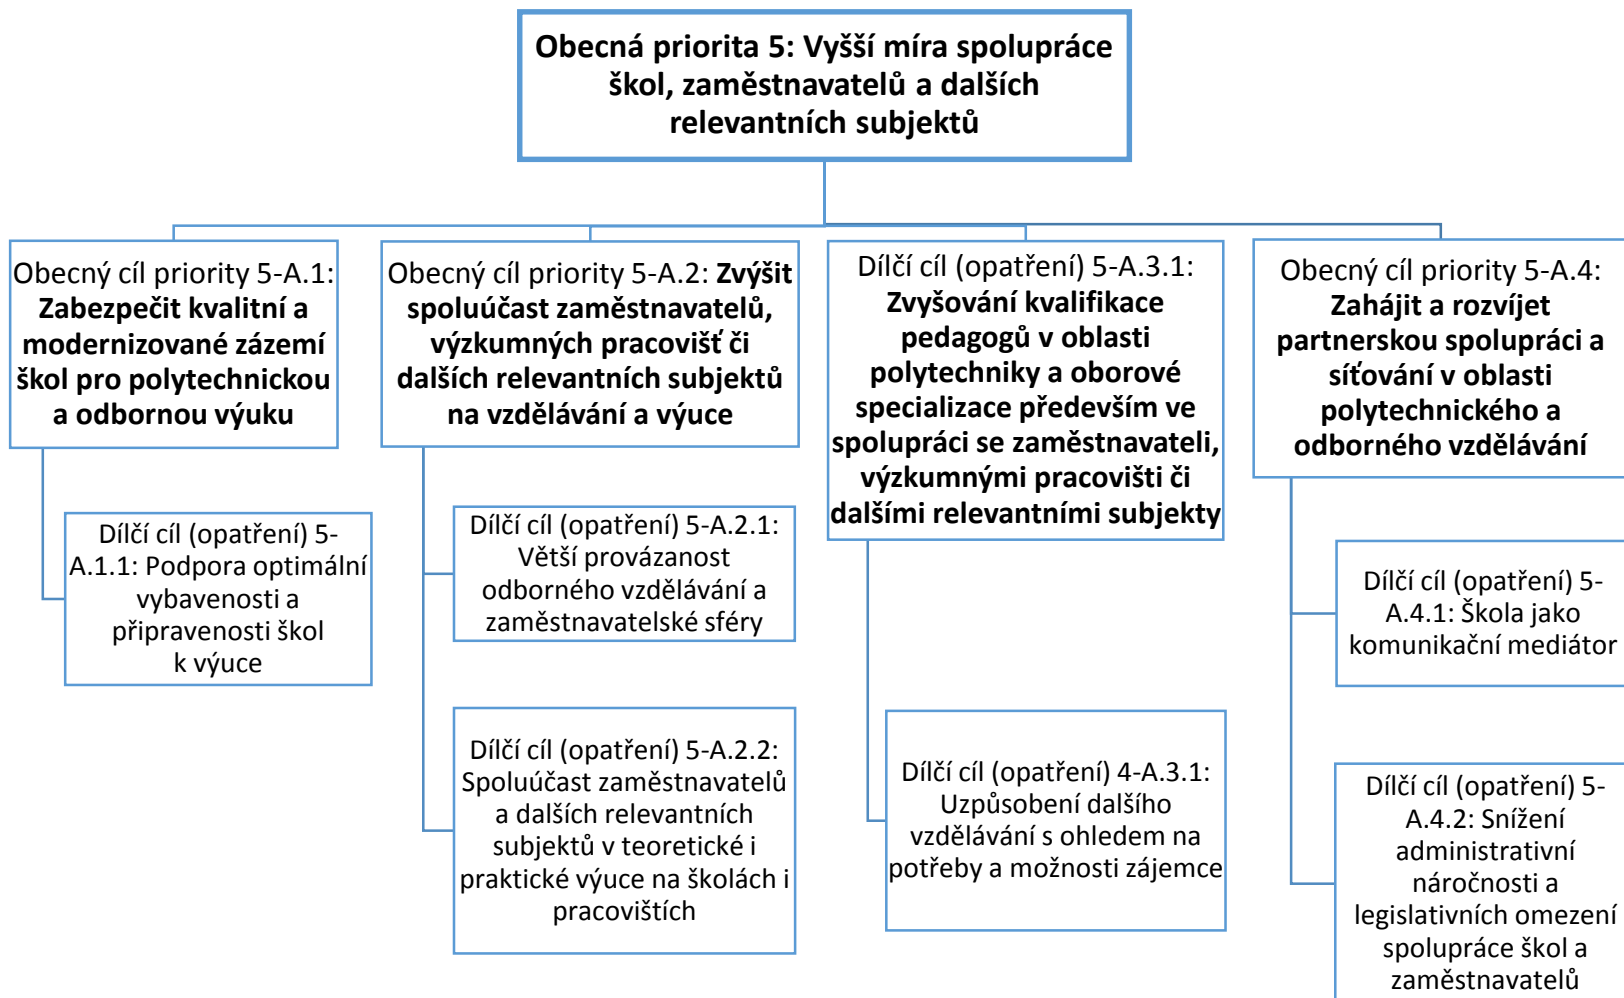 Obecná priorita 5: Vyšší míra spolupráce
škol, zaměstnavatelů a dalších
relevantních subjektů
Obecný cíl priority 5-A.1:
Zabezpečit kvalitní a
modernizované zázemí
škol pro polytechnickou
a odbornou výuku
Dílčí cíl (opatření) 5-
A.1.1: Podpora optimální
vybavenosti a
připravenosti škol
k výuce
Obecný cíl priority 5-A.2: Zvýšit
spoluúčast zaměstnavatelů,
výzkumných pracovišť či
dalších relevantních subjektů
na vzdělávání a výuce
Dílčí cíl (opatření) 5-A.2.1:
Větší provázanost
odborného vzdělávání a
zaměstnavatelské sféry
Dílčí cíl (opatření) 5-A.2.2:
Spoluúčast zaměstnavatelů
a dalších relevantních
subjektů v teoretické i
praktické výuce na školách i
pracovištích
Dílčí cíl (opatření) 5-A.3.1:
Zvyšování kvalifikace
pedagogů v oblasti
polytechniky a oborové
specializace především ve
spolupráci se zaměstnavateli,
výzkumnými pracovišti či
dalšími relevantními subjekty
Dílčí cíl (opatření) 4-A.3.1:
Uzpůsobení dalšího
vzdělávání s ohledem na
potřeby a možnosti zájemce
Obecný cíl priority 5-A.4:
Zahájit a rozvíjet
partnerskou spolupráci a
síťování v oblasti
polytechnického a
odborného vzdělávání
Dílčí cíl (opatření) 5-
A.4.1: Škola jako
komunikační mediátor
Dílčí cíl (opatření) 5-
A.4.2: Snížení
administrativní
náročnosti a
legislativních omezení
spolupráce škol a
zaměstnavatelů